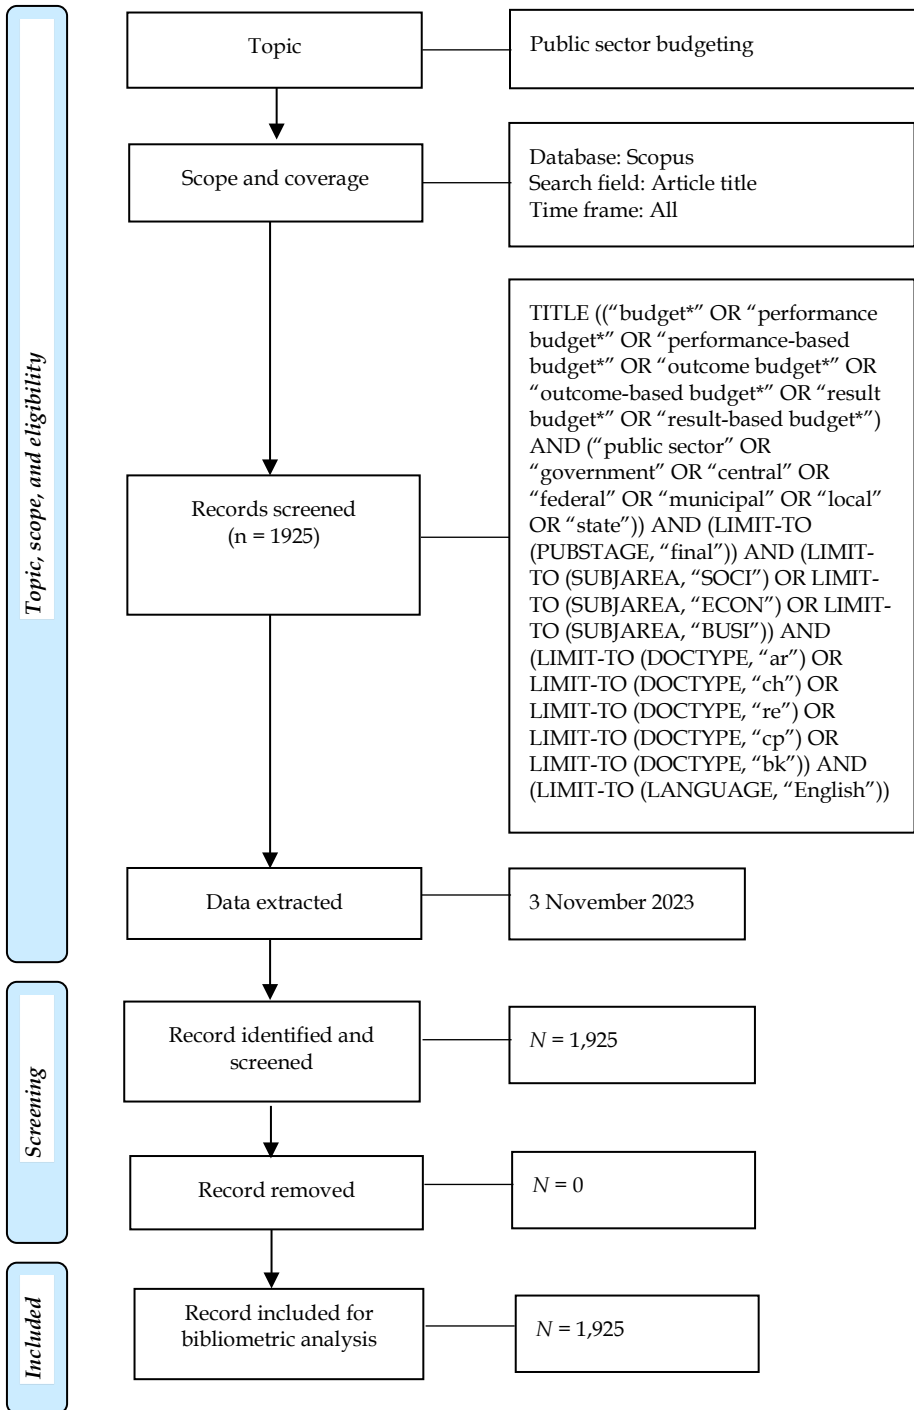 Topic, scope, and eligibility
Topic
Public sector budgeting
Scope and coverage
Database: Scopus
Search field: Article title
Time frame: All
Records screened
(n = 1925)
TITLE ((“budget*” OR “performance
budget*” OR “performance-based
budget*” OR “outcome budget*” OR
“outcome-based budget*” OR “result
budget*” OR “result-based budget*”)
AND (“public sector” OR
“government” OR “central” OR
“federal” OR “municipal” OR “local”
OR “state”)) AND (LIMIT-TO
(PUBSTAGE, “final”)) AND (LIMIT-
TO (SUBJAREA, “SOCI”) OR LIMIT-
TO (SUBJAREA, “ECON”) OR LIMIT-
TO (SUBJAREA, “BUSI”)) AND
(LIMIT-TO (DOCTYPE, “ar”) OR
LIMIT-TO (DOCTYPE, “ch”) OR
LIMIT-TO (DOCTYPE, “re”) OR
LIMIT-TO (DOCTYPE, “cp”) OR
LIMIT-TO (DOCTYPE, “bk”)) AND
(LIMIT-TO (LANGUAGE, “English”))
Data extracted
3 November 2023
Screening
Record identified and
screened
N = 1,925
Record removed
N = 0
Included
Record included for
bibliometric analysis
N = 1,925